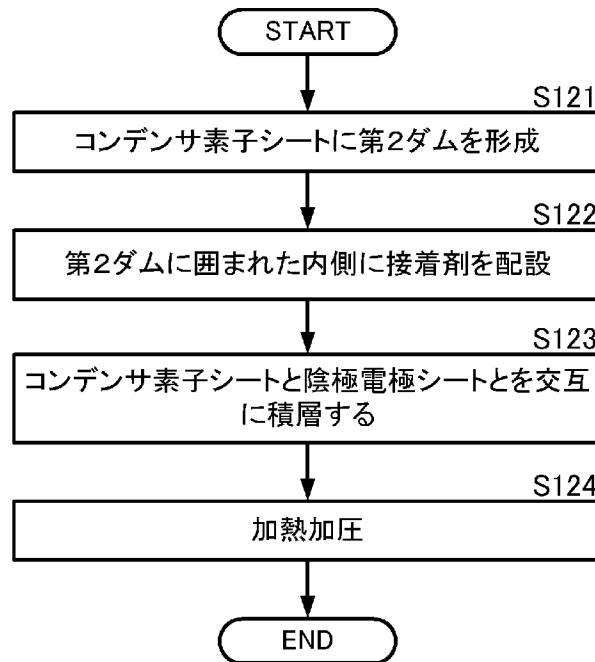 START
S121
コンデンサ素子シートに第2ダムを形成
S122
第2ダムに囲まれた内側に接着剤を配設
S123
コンデンサ素子シートと陰極電極シートとを交互
に積層する
S124
加熱加圧
END